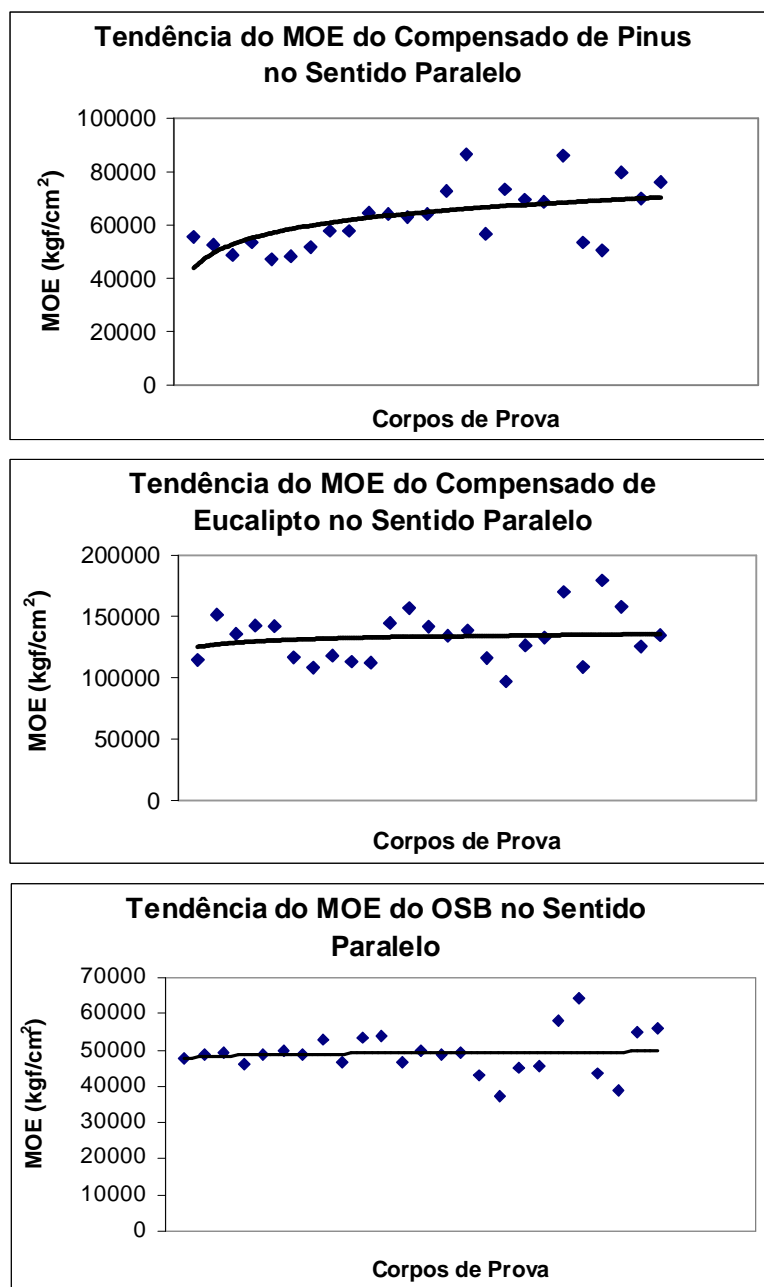 Tendência do MOE do Compensado de Pinus
no Sentido Paralelo
100000
80000
60000
40000
20000
0
MOE (kgf/cm²)
Corpos de Prova
Tendência do MOE do Compensado de
Eucalipto no Sentido Paralelo
200000
150000
100000
50000
0
MOE (kgf/cm²)
Corpos de Prova
Tendência do MOE do OSB no Sentido
Paralelo
70000
60000
50000
40000
30000
20000
10000
0
MOE (kgf/cm²)
Corpos de Prova